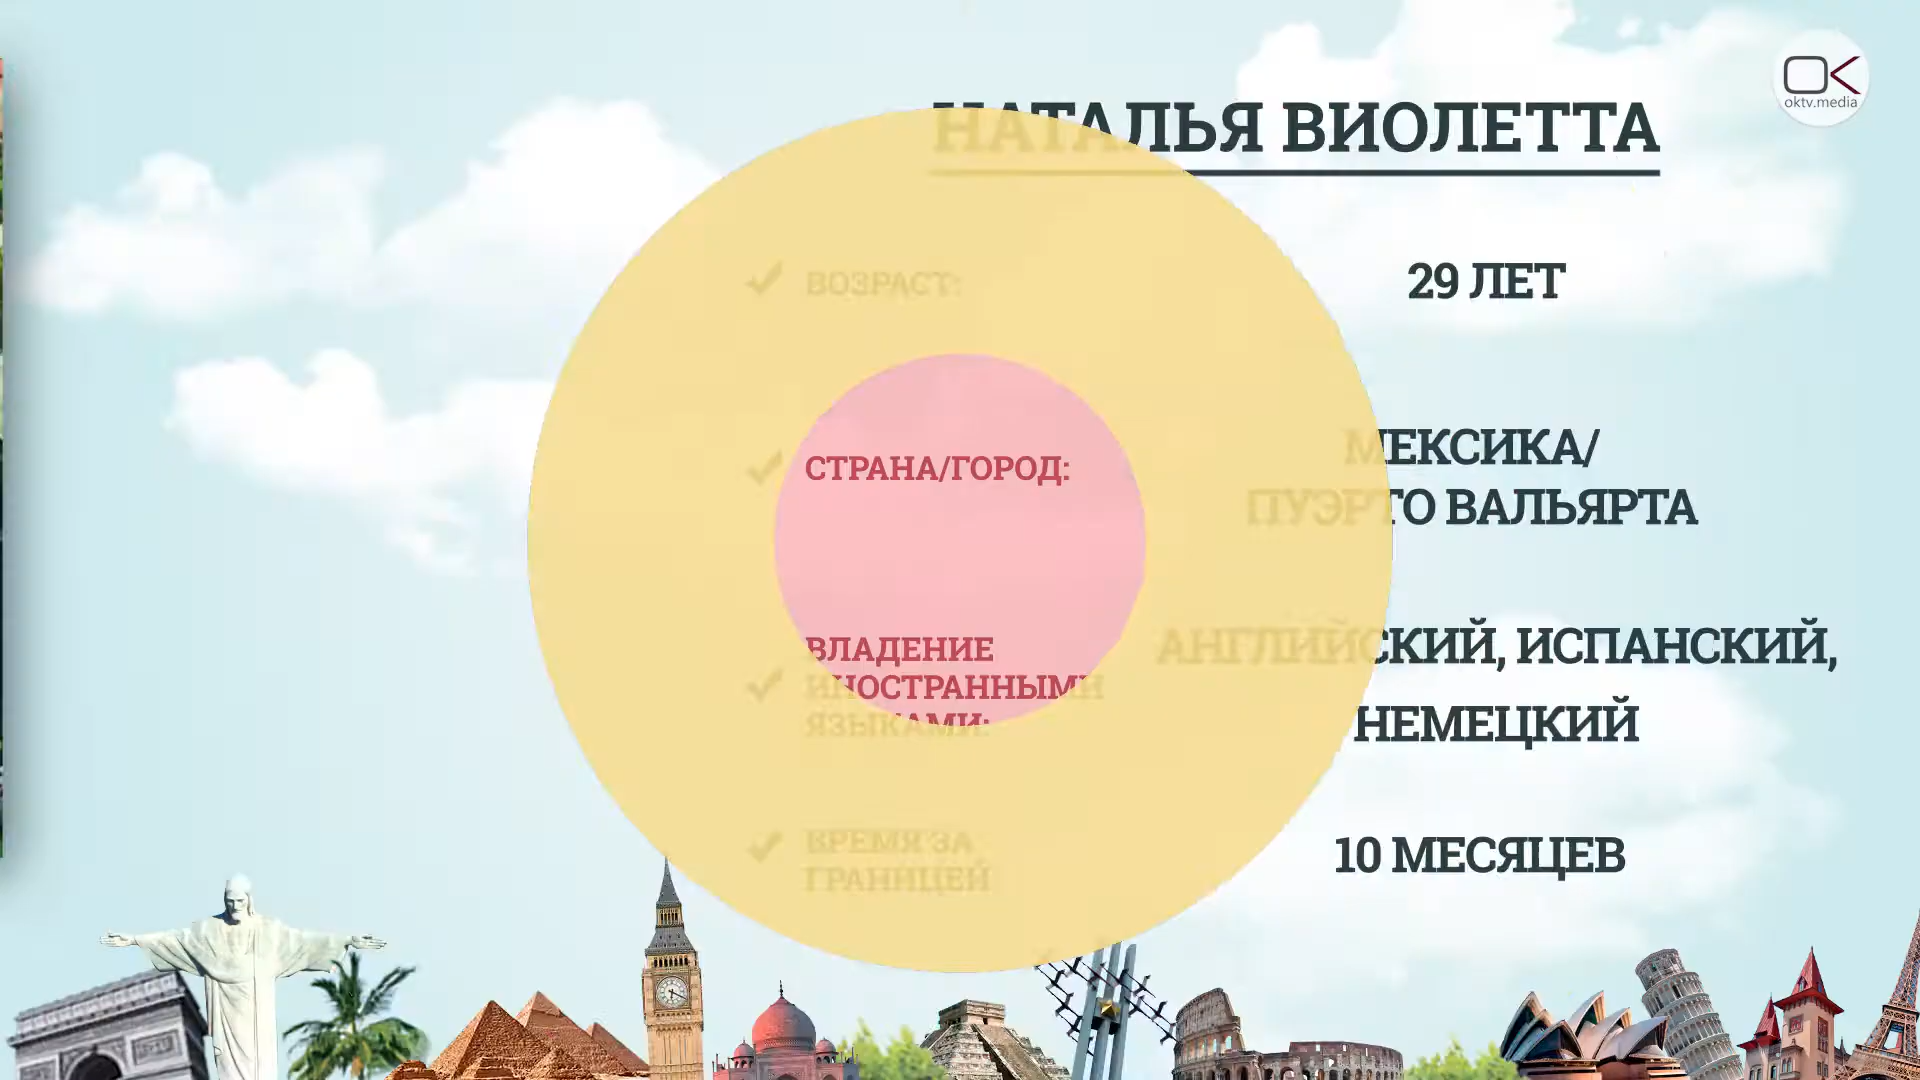 OK
oktv.media
НАТАЛЬЯ ВИОЛЕТТА
ВОЗРАСТ:
29 ЛЕТ
СТРАНА/ГОРОД:
МЕКСИКА/
ПУЭРТО ВАЛЬЯРТА
ВЛАДЕНИЕ
ИНОСТРАННЫМИ
ЯЗЫКАМИ:
АНГЛИЙСКИЙ, ИСПАНСКИЙ,
НЕМЕЦКИЙ
ВРЕМЯ ЗА
ГРАНИЦЕЙ
10 МЕСЯЦЕВ